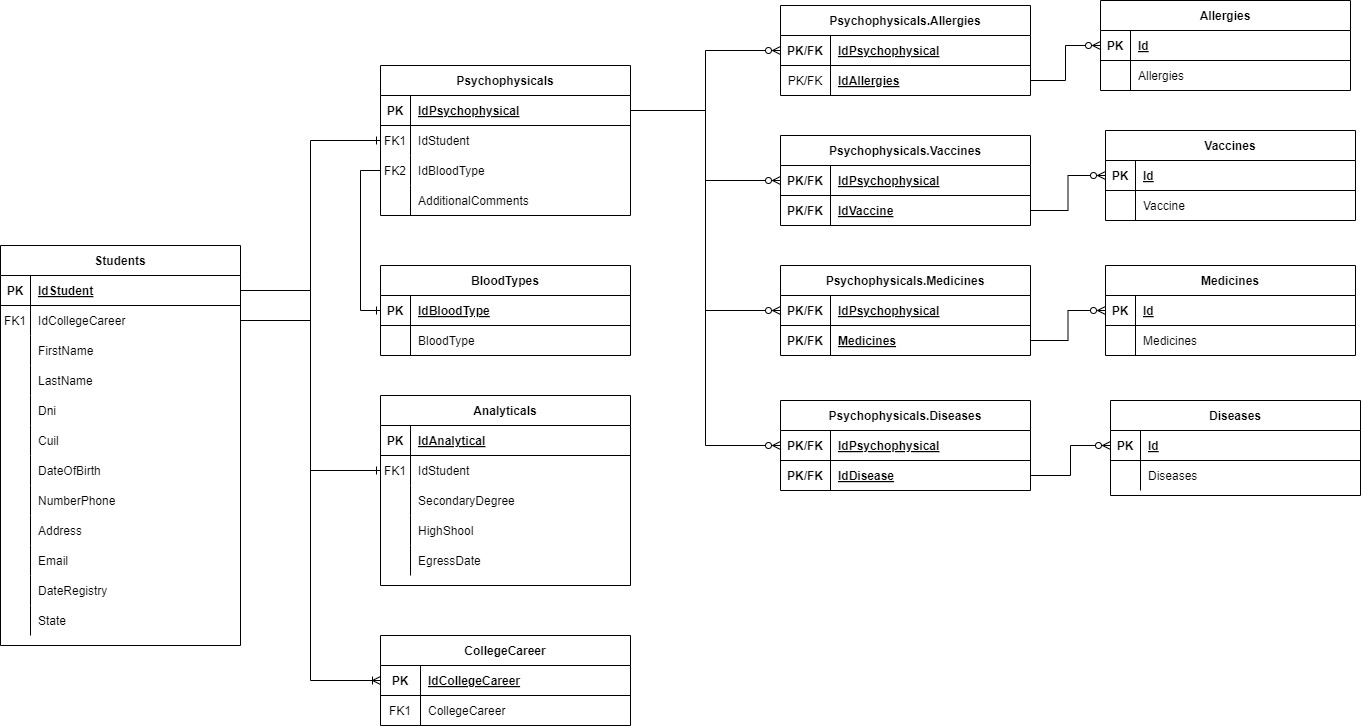 Students
PK IdStudent
FK1 IdCollegeCareer
FirstName
LastName
Dni
Cuil
DateOfBirth
NumberPhone
Address
Email
DateRegistry
State
Psychophysicals
PK IdPsychophysical
FK1 IdStudent
FK2 IdBloodType
AdditionalComments
BloodTypes
PK IdBloodType
BloodType
Analyticals
PK IdAnalytical
FK1 IdStudent
SecondaryDegree
HighShool
EgressDate
CollegeCareer
PK IdCollegeCareer
FK1 CollegeCareer
Psychophysicals.Allergies
PK/FK IdPsychophysical
PK/FK IdAllergies
Psychophysicals.Vaccines
PK/FK IdPsychophysical
PK/FK IdVaccine
Psychophysicals.Medicines
PK/FK IdPsychophysical
PK/FK Medicines
Psychophysicals.Diseases
PK/FK IdPsychophysical
PK/FK IdDisease
Allergies
PK Id
Allergies
Vaccines
PK Id
Vaccine
Medicines
PK Id
Medicines
Diseases
PK Id
Diseases